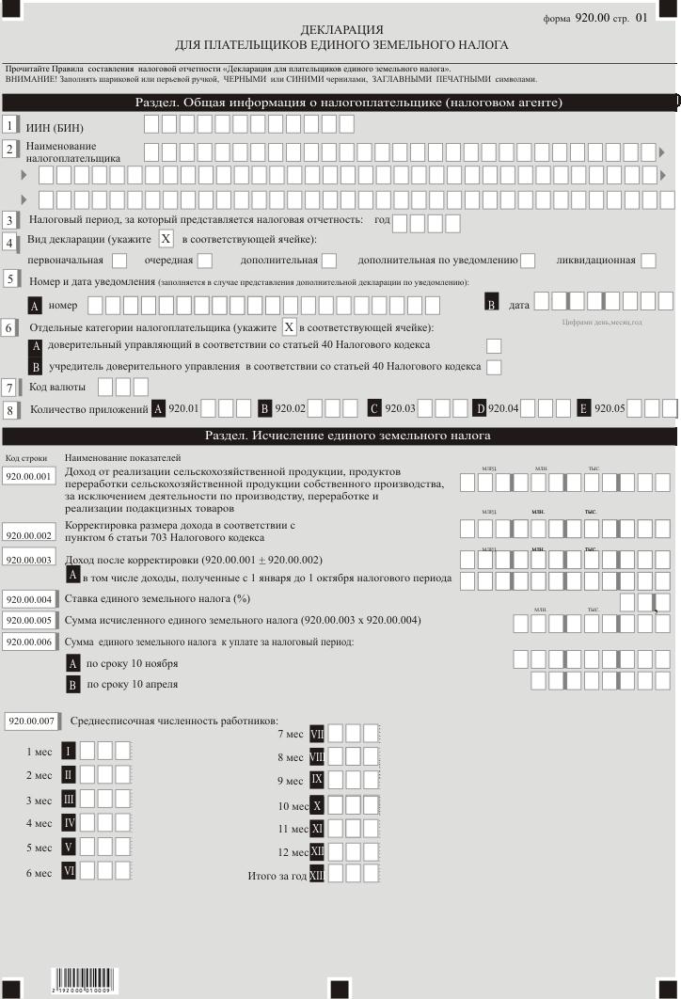 форма 920.00 стр. 01
ДЕКЛАРАЦИЯ
ДЛЯ ПЛАТЕЛЬЩИКОВ ЕДИНОГО ЗЕМЕЛЬНОГО НАЛОГА
Прочитайте Правила составления налоговой отчетности «Декларация для плательщиков единого земельного налога».
ВНИМАНИЕ! Заполнять шариковой или перьевой ручкой, ЧЕРНЫМИ или СИНИМИ чернилами, ЗАГЛАВНЫМИ ПЕЧАТНЫМИ символами.
Раздел. Общая информация о налогоплательщике (налоговом агенте)
1 ИИН (БИН)
2 Наименование
налогоплательщика
3 Налоговый период, за который представляется налоговая отчетность: год
4 Вид декларации (укажите X в соответствующей ячейке):
первоначальная очередная дополнительная дополнительная по уведомлению ликвидационная
5 Номер и дата уведомления (заполняется в случае представления дополнительной декларации по уведомлению):
A номер B дата
Цифрами день,месяц,год
6 Отдельные категории налогоплательщика (укажите X в соответствующей ячейке):
A доверительный управляющий в соответствии со статьей 40 Налогового кодекса
B учредитель доверительного управления в соответствии со статьей 40 Налогового кодекса
7 Код валюты
8 Количество приложений A 920.01 B 920.02 C 920.03 D 920.04 E 920.05
Раздел. Исчисление единого земельного налога
Код строки Наименование показателей
920.00.001 Доход от реализации сельскохозяйственной продукции, продуктов
переработки сельскохозяйственной продукции собственного производства,
за исключением деятельности по производству, переработке и
реализации подакцизных товаров
млрд. млн. тыс.
920.00.002 Корректировка размера дохода в соответствии с
пунктом 6 статьи 703 Налогового кодекса
млрд. млн. тыс.
920.00.003 Доход после корректировки (920.00.001 ± 920.00.002)
млрд. млн. тыс.
A в том числе доходы, полученные с 1 января до 1 октября налогового периода
920.00.004 Ставка единого земельного налога (%) ,
млн. тыс.
920.00.005 Сумма исчисленного единого земельного налога (920.00.003 х 920.00.004)
920.00.006 Сумма единого земельного налога к уплате за налоговый период:
A по сроку 10 ноября
B по сроку 10 апреля
920.00.007 Среднесписочная численность работников:
1 мес I
2 мес II
3 мес III
4 мес IV
5 мес V
6 мес VI
7 мес VII
8 мес VIII
9 мес IX
10 мес X
11 мес XI
12 мес XII
Итого за год XIII
2192000010009